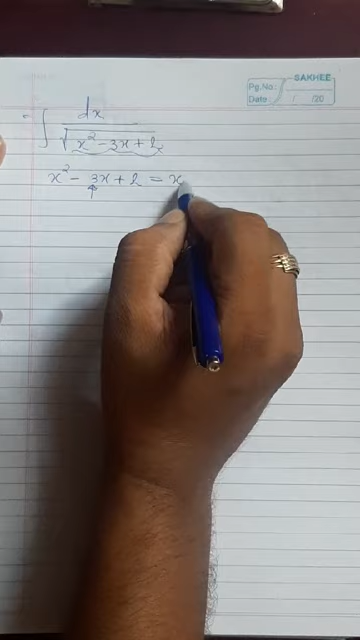 SAKHEE
Pg.No.:
Date : / /20
= ∫ dx / √(x² - 3x + 2)
x² - 3x + 2 = x